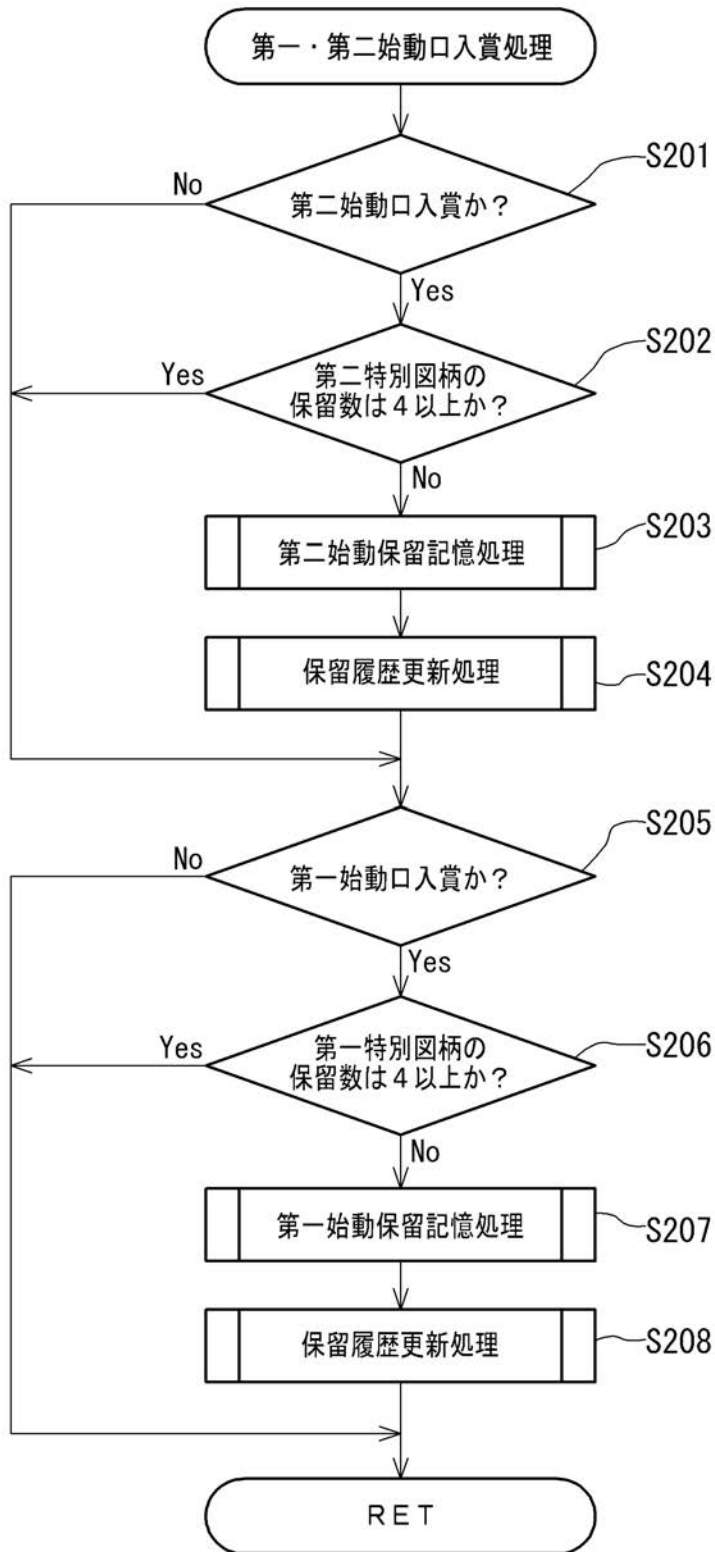 第一・第二始動口入賞処理
S201
No
第二始動口入賞か？
Yes
S202
Yes
第二特別図柄の
保留数は４以上か？
No
S203
第二始動保留記憶処理
保留履歴更新処理
S204
S205
No
第一始動口入賞か？
Yes
S206
Yes
第一特別図柄の
保留数は４以上か？
No
第一始動保留記憶処理
S207
保留履歴更新処理
S208
ＲＥＴ